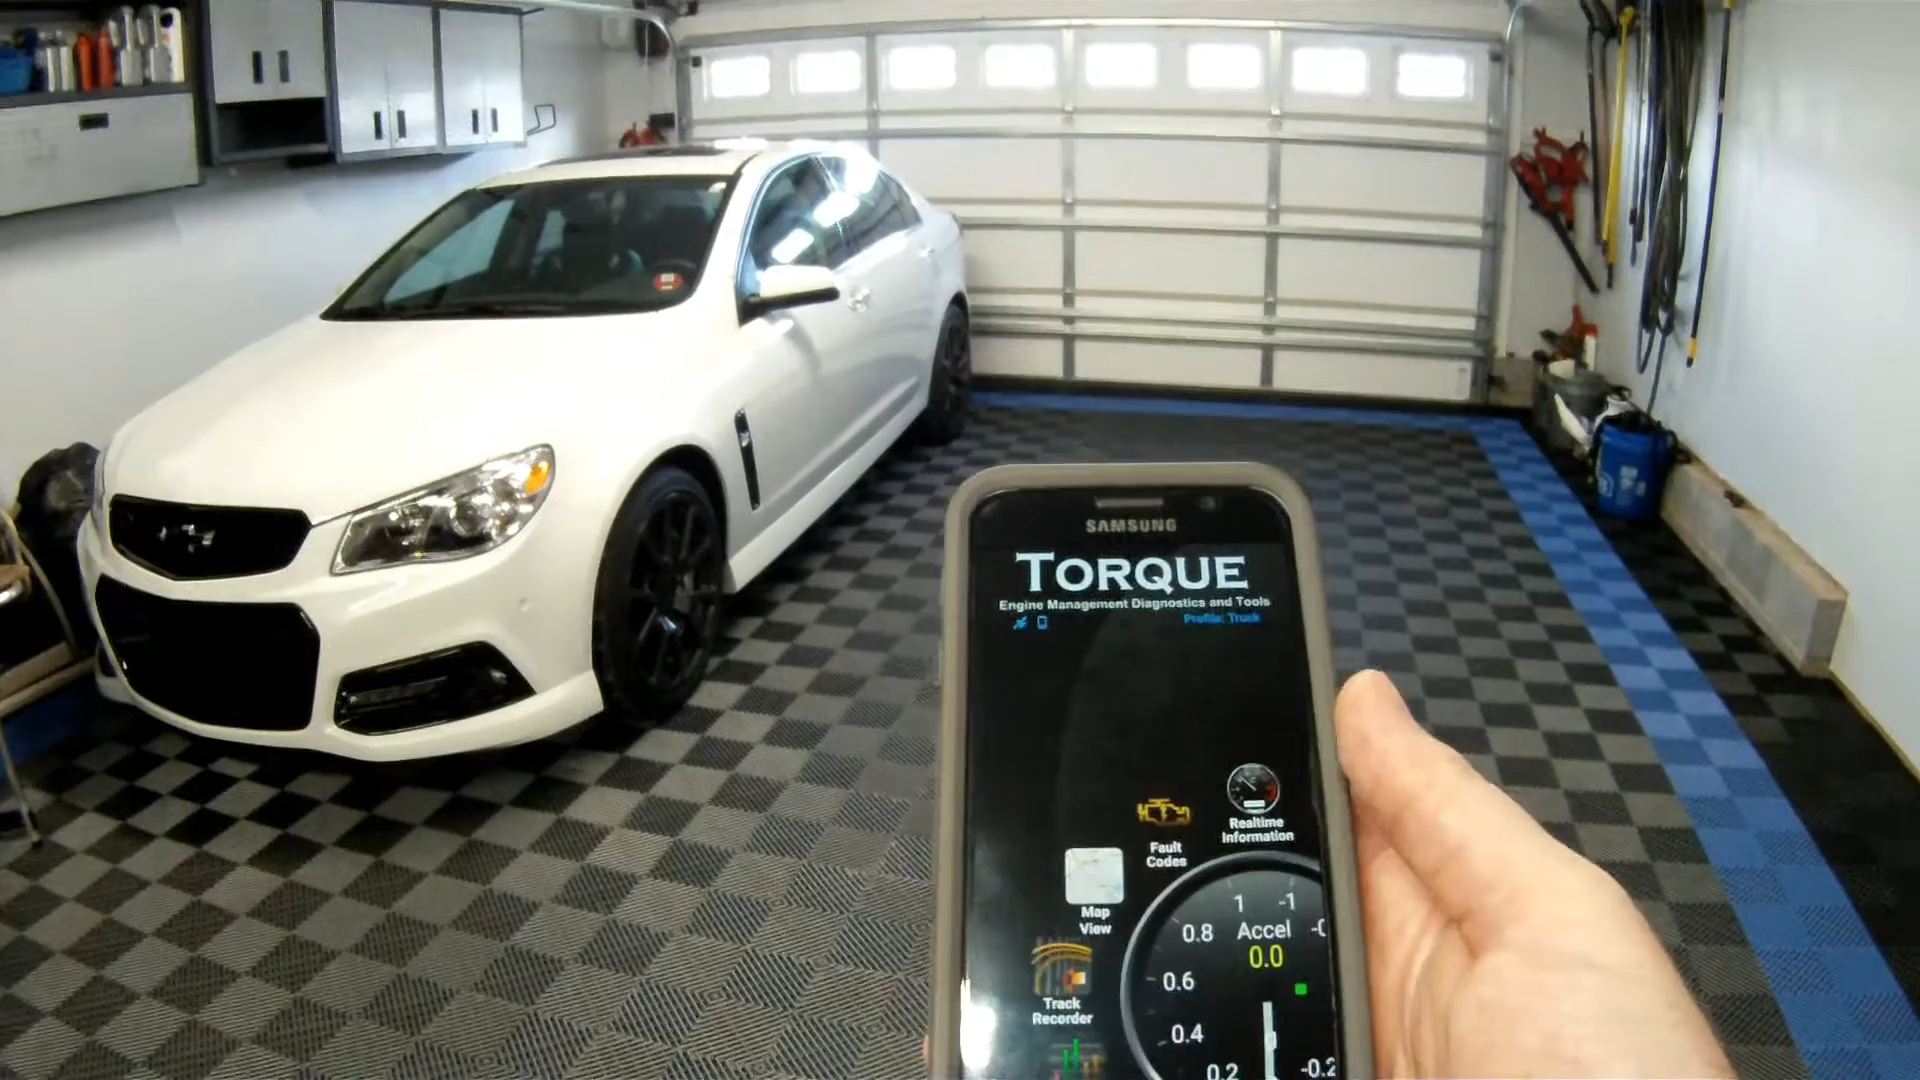 SAMSUNG
TORQUE
Engine Management Diagnostics and Tools
Profile: Truck
Realtime
Information
Fault
Codes
Map
View
Track
Recorder
1 -1
0.8 Accel
0.0
0.6
0.4
0.2 -0.2